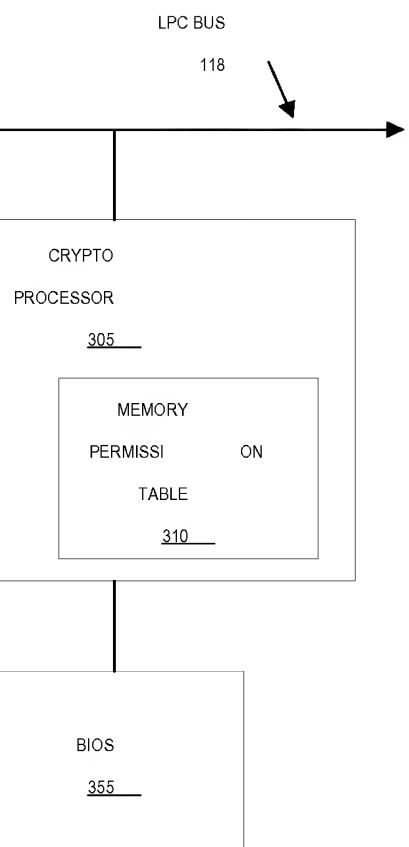 LPC BUS
118
CRYPTO
PROCESSOR
305
MEMORY
PERMISSI ON
TABLE
310
BIOS
355